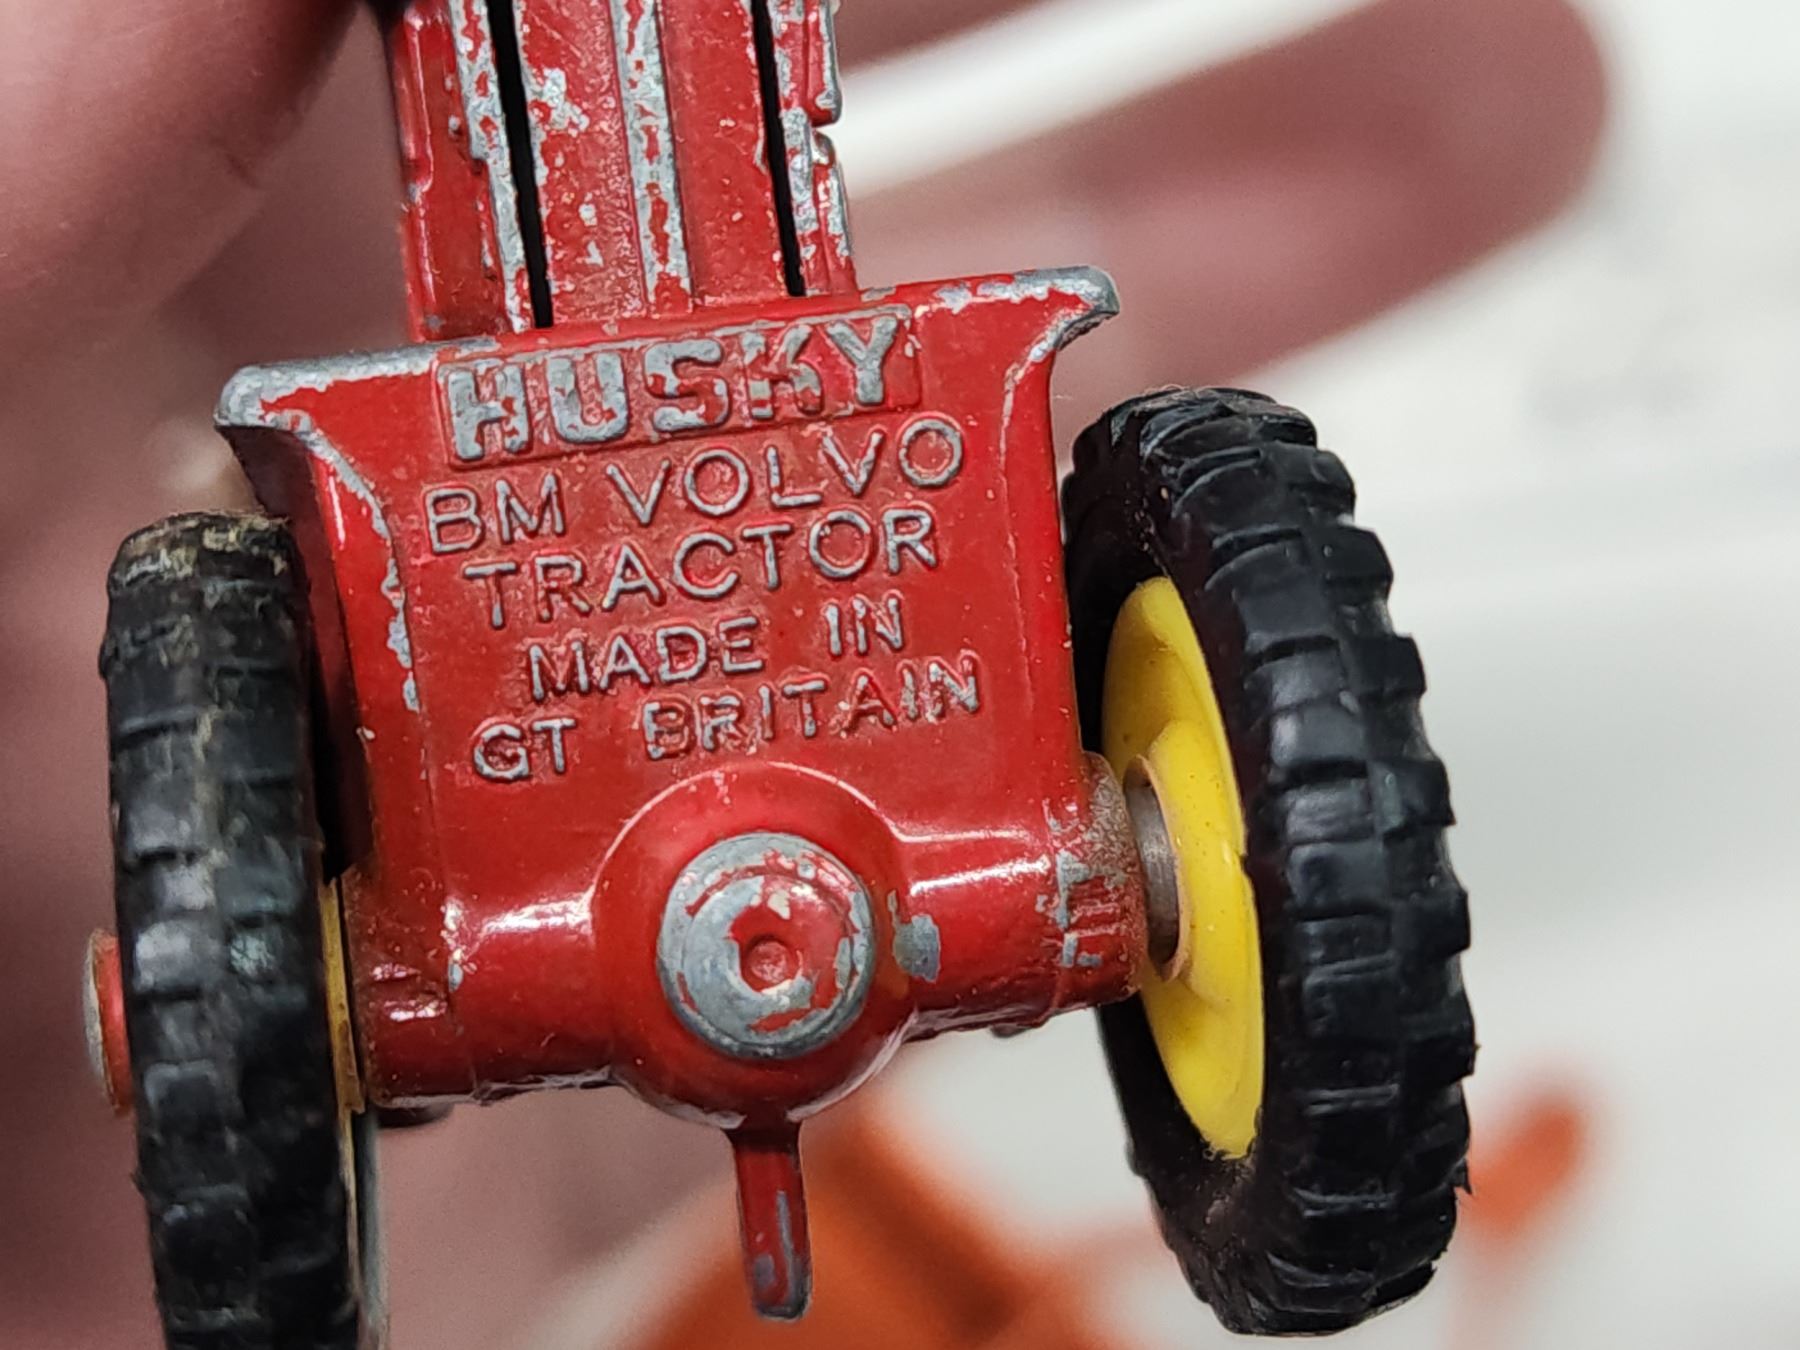 HUSKY
BM VOLVO
TRACTOR
MADE IN
GT BRITAIN